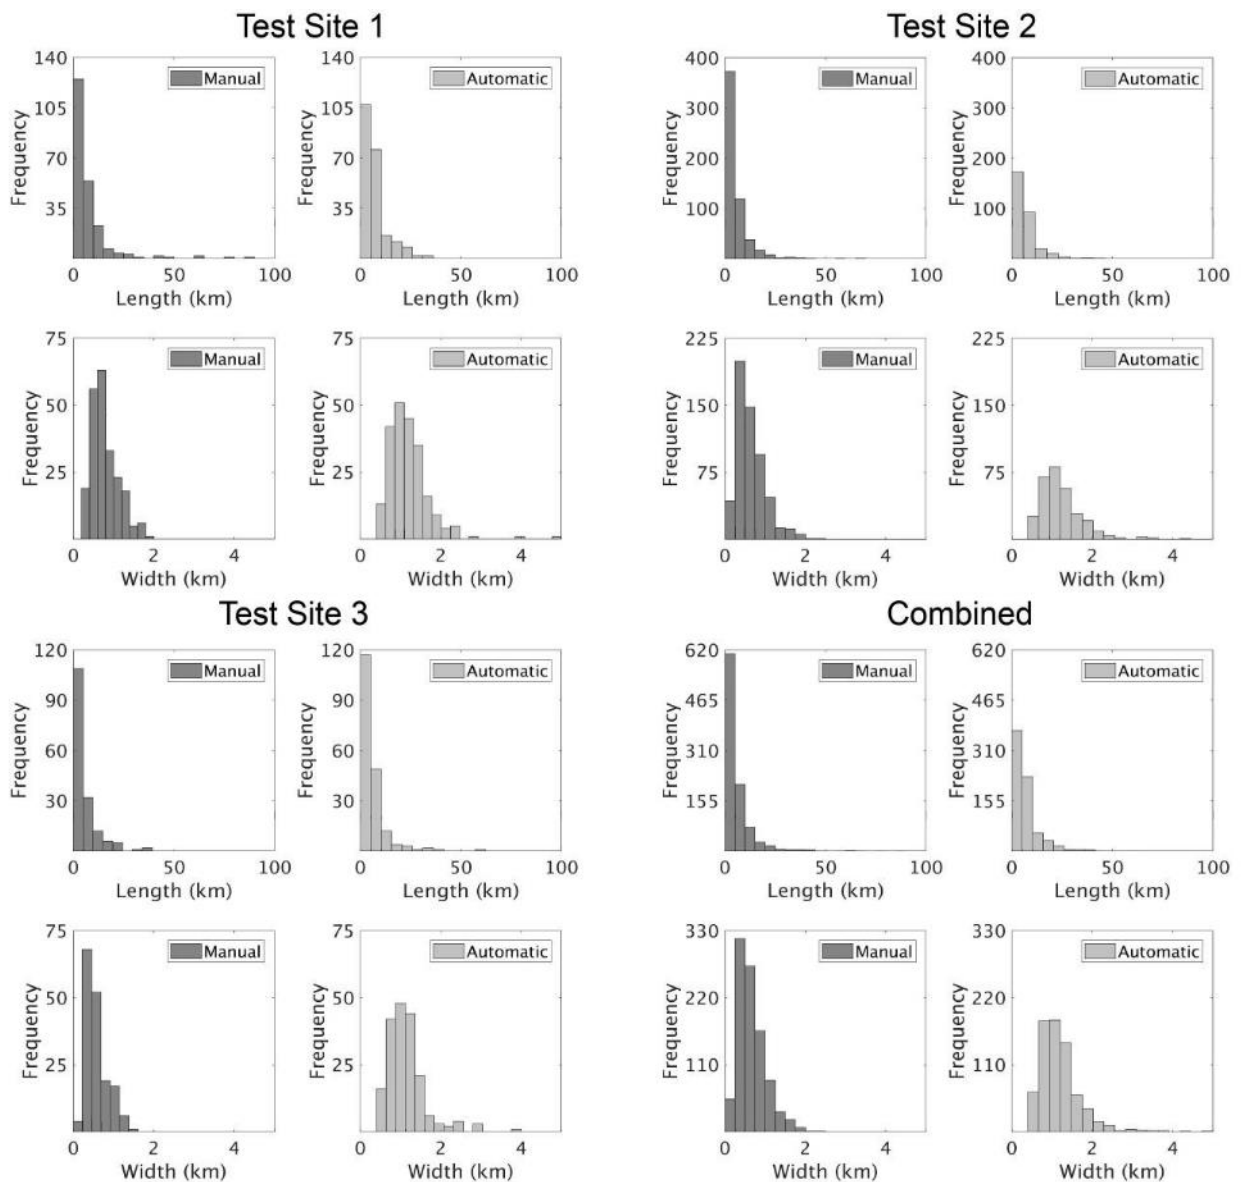 Test Site 1
140
105
70
35
Frequency
Manual
0 50 100
Length (km)
140
105
70
35
Frequency
Automatic
0 50 100
Length (km)
75
50
25
Frequency
Manual
0 2 4
Width (km)
75
50
25
Frequency
Automatic
0 2 4
Width (km)
Test Site 2
400
300
200
100
Frequency
Manual
0 50 100
Length (km)
400
300
200
100
Frequency
Automatic
0 50 100
Length (km)
225
150
75
Frequency
Manual
0 2 4
Width (km)
225
150
75
Frequency
Automatic
0 2 4
Width (km)
Test Site 3
120
90
60
30
Frequency
Manual
0 50 100
Length (km)
120
90
60
30
Frequency
Automatic
0 50 100
Length (km)
75
50
25
Frequency
Manual
0 2 4
Width (km)
75
50
25
Frequency
Automatic
0 2 4
Width (km)
Combined
620
465
310
155
Frequency
Manual
0 50 100
Length (km)
620
465
310
155
Frequency
Automatic
0 50 100
Length (km)
330
220
110
Frequency
Manual
0 2 4
Width (km)
330
220
110
Frequency
Automatic
0 2 4
Width (km)